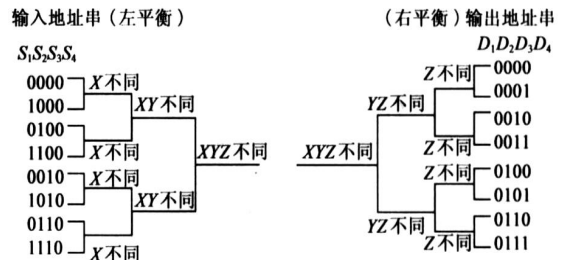 输入地址串（左平衡）
S₁S₂S₃S₄
0000
X不同
1000
XY不同
0100
1100
X不同
XYZ不同
0010
X不同
1010
XY不同
0110
1110
X不同
（右平衡）输出地址串
D₁D₂D₃D₄
Z不同
0000
0001
YZ不同
0010
0011
Z不同
XYZ不同
Z不同
0100
0101
YZ不同
0110
Z不同
0111